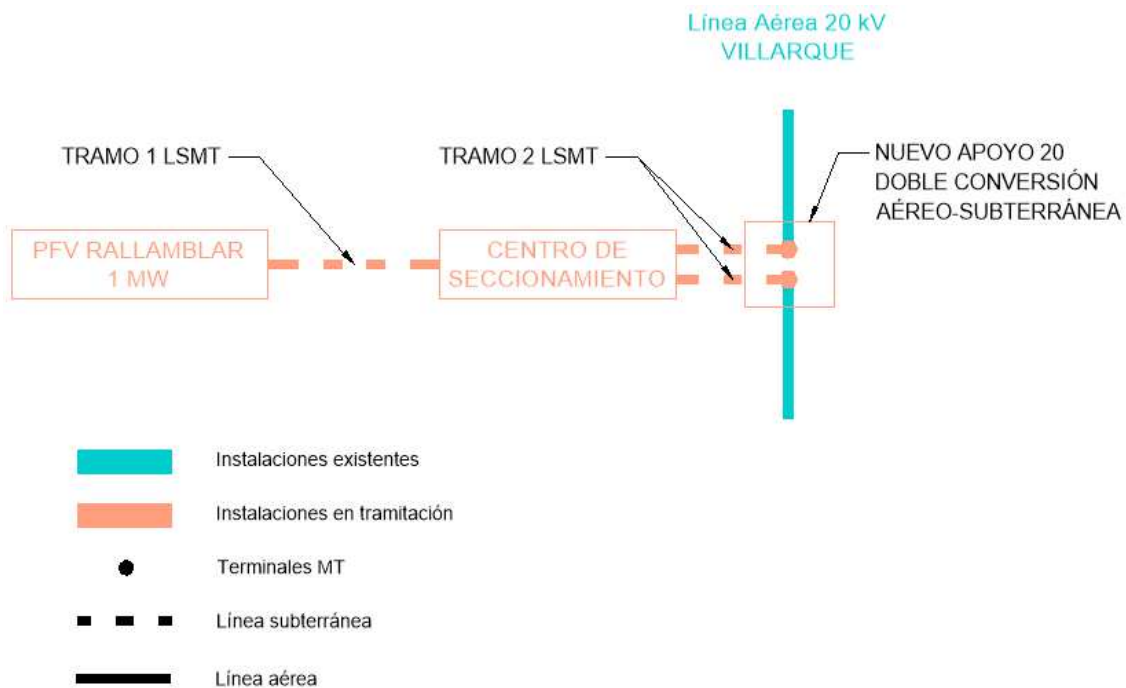 Línea Aérea 20 kV
VILLARQUE
TRAMO 1 LSMT
TRAMO 2 LSMT
NUEVO APOYO 20
DOBLE CONVERSIÓN
AÉREO-SUBTERRÁNEA
PFV RALLAMBLAR
1 MW
CENTRO DE
SECCIONAMIENTO
Instalaciones existentes
Instalaciones en tramitación
Terminales MT
Línea subterránea
Línea aérea